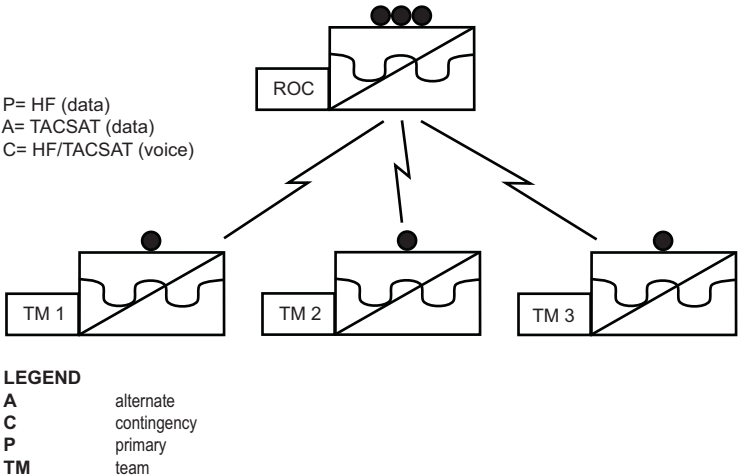 ROC
P= HF (data)
A= TACSAT (data)
C= HF/TACSAT (voice)
TM 1
TM 2
TM 3
LEGEND
A alternate
C contingency
P primary
TM team